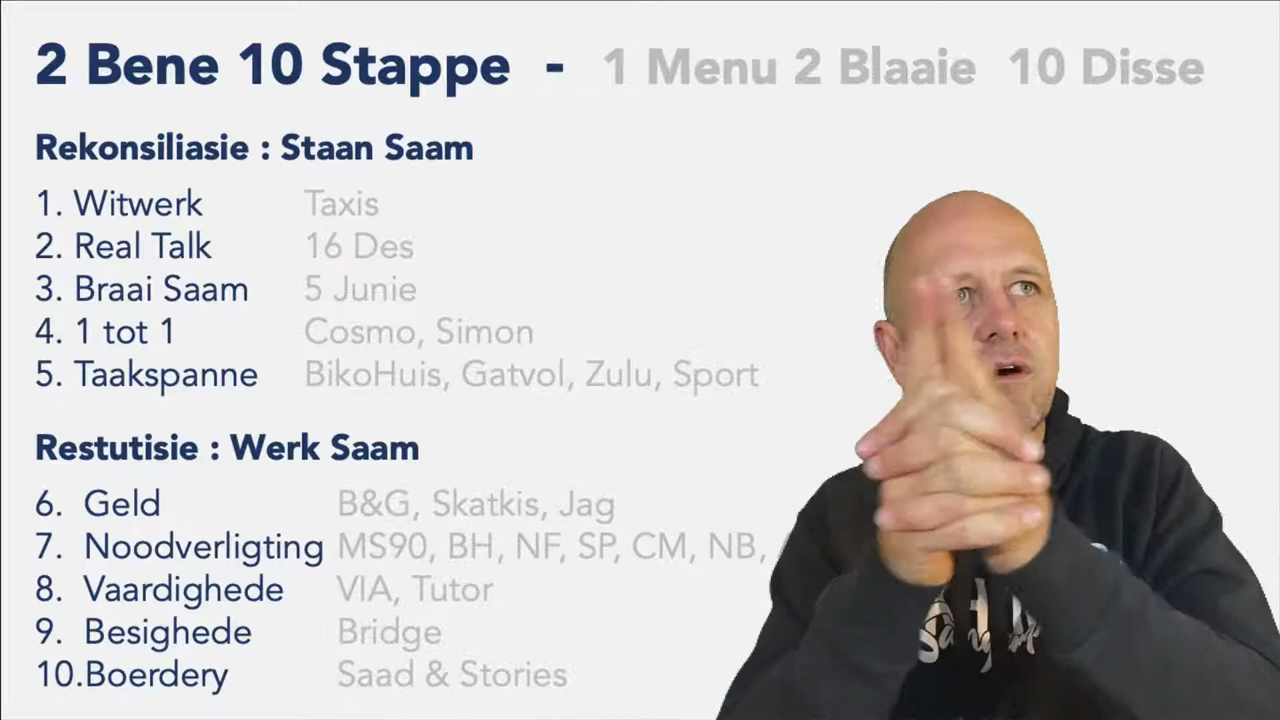 2 Bene 10 Stappe - 1 Menu 2 Blaaie 10 Disse
Rekonsiliasie : Staan Saam
1. Witwerk Taxis
2. Real Talk 16 Des
3. Braai Saam 5 Junie
4. 1 tot 1 Cosmo, Simon
5. Taakspanne BikoHuis, Gatvol, Zulu, Sport
Restutisie : Werk Saam
6. Geld B&G, Skatkis, Jag
7. Noodverligting MS90, BH, NF, SP, CM, NB,
8. Vaardighede VIA, Tutor
9. Besighede Bridge
10.Boerdery Saad & Stories